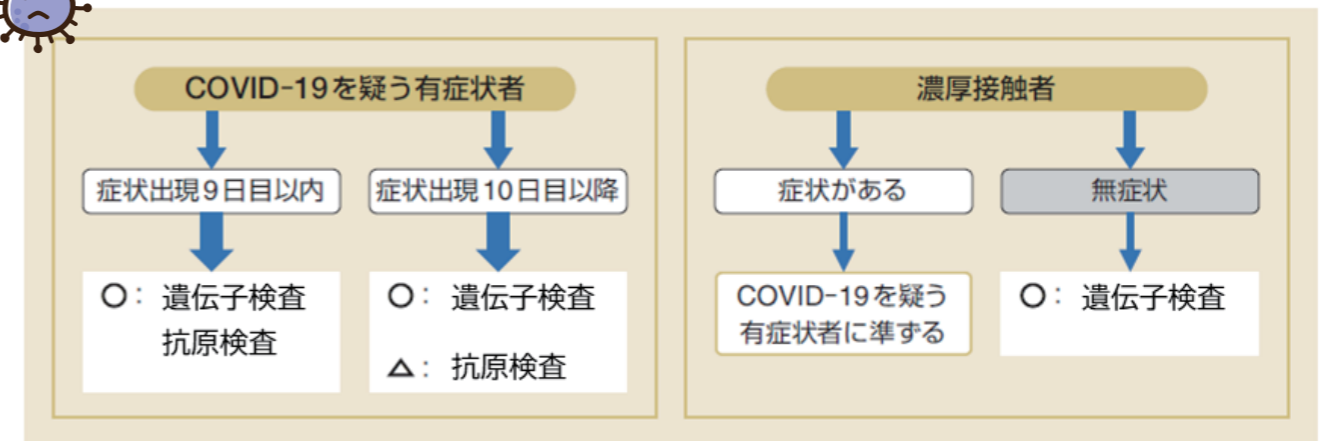 COVID-19を疑う有症状者
症状出現9日目以内
症状出現10日目以降
○： 遺伝子検査
抗原検査
○： 遺伝子検査
△： 抗原検査
濃厚接触者
症状がある
無症状
COVID-19を疑う
有症状者に準ずる
○： 遺伝子検査